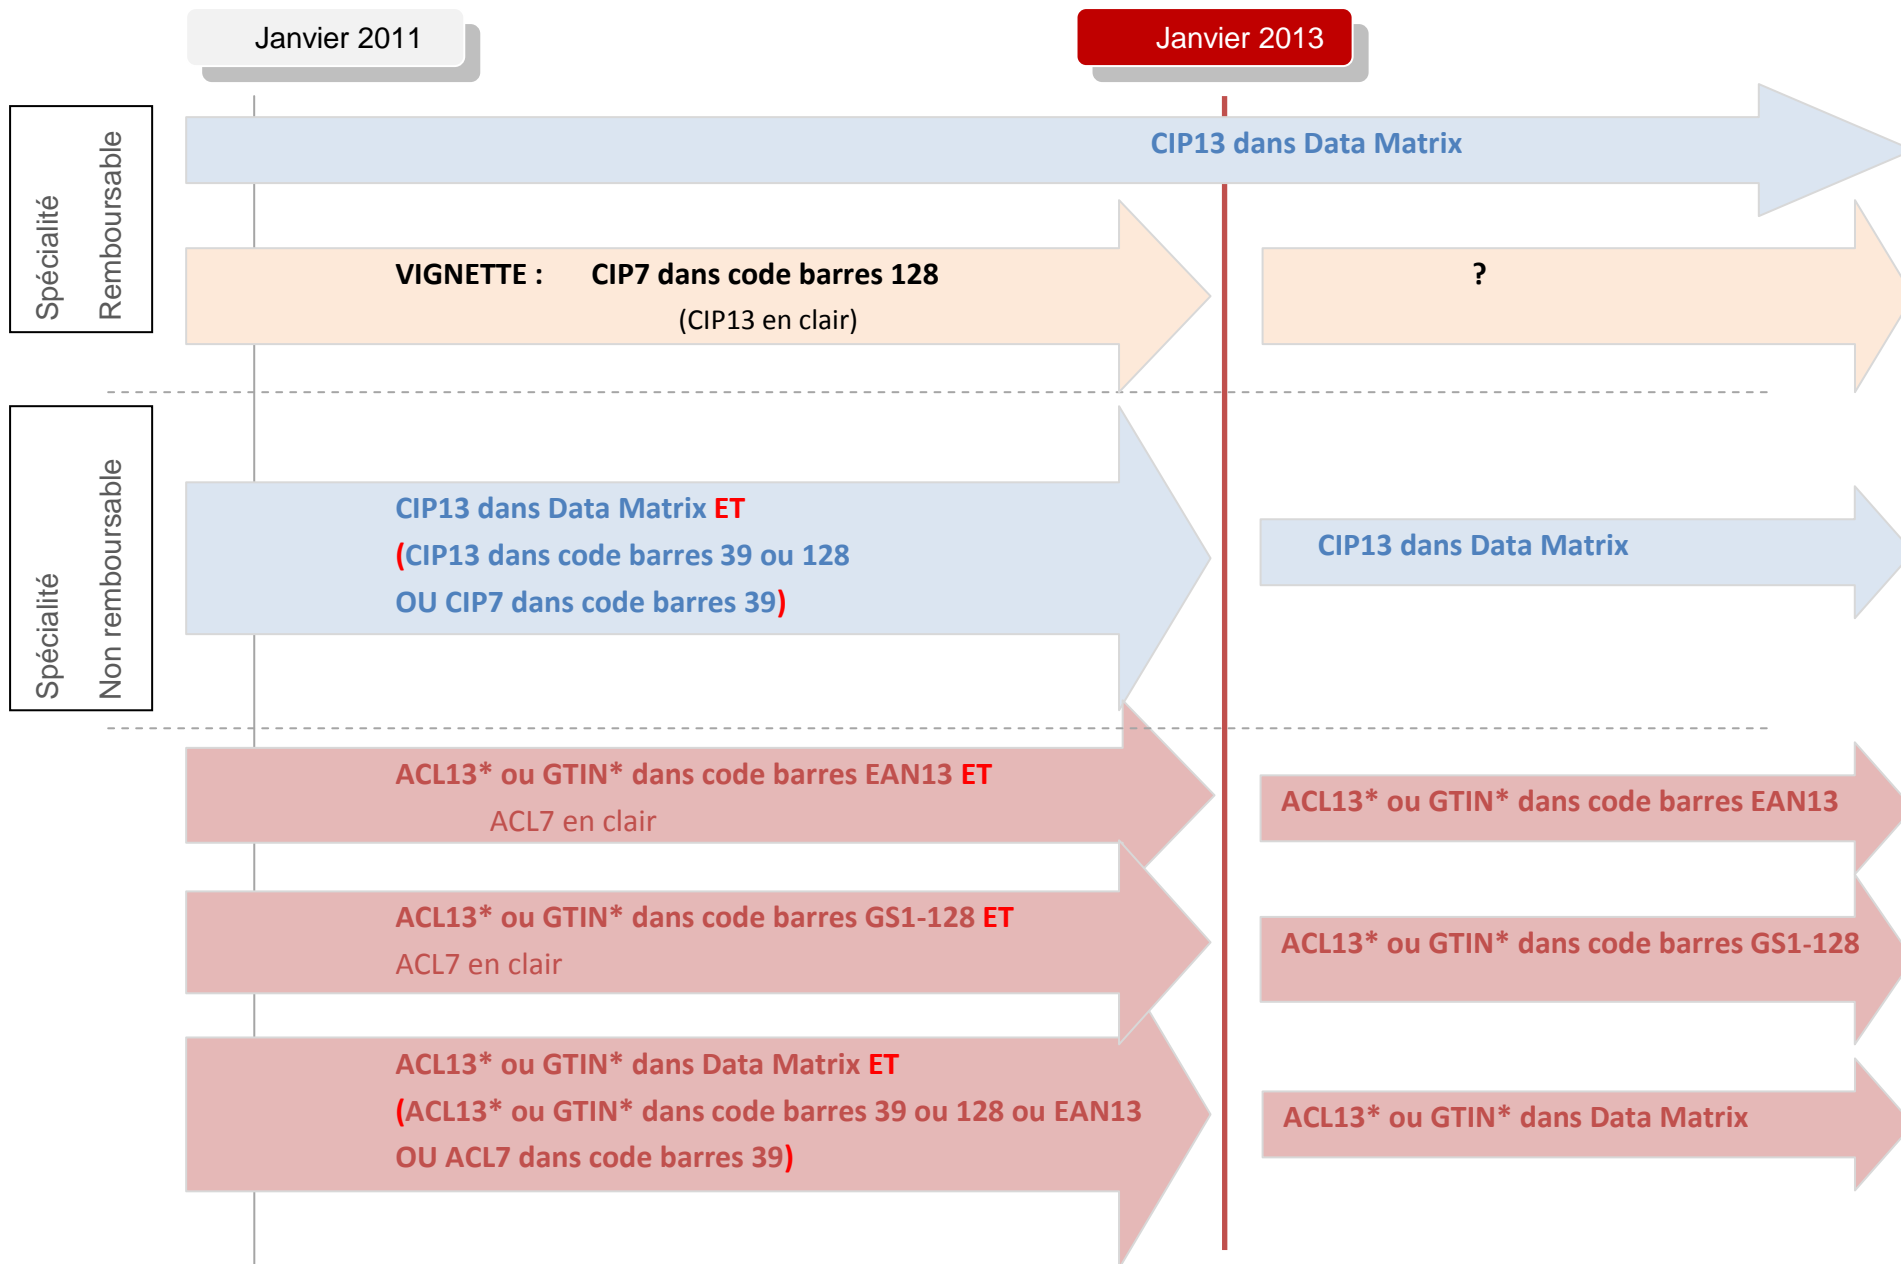 Janvier 2011
Janvier 2013
Spécialité
Remboursable
CIP13 dans Data Matrix
VIGNETTE : CIP7 dans code barres 128
(CIP13 en clair)
?
Spécialité
Non remboursable
CIP13 dans Data Matrix ET
(CIP13 dans code barres 39 ou 128
OU CIP7 dans code barres 39)
CIP13 dans Data Matrix
ACL13* ou GTIN* dans code barres EAN13 ET
ACL7 en clair
ACL13* ou GTIN* dans code barres EAN13
ACL13* ou GTIN* dans code barres GS1-128 ET
ACL7 en clair
ACL13* ou GTIN* dans code barres GS1-128
ACL13* ou GTIN* dans Data Matrix ET
(ACL13* ou GTIN* dans code barres 39 ou 128 ou EAN13
OU ACL7 dans code barres 39)
ACL13* ou GTIN* dans Data Matrix